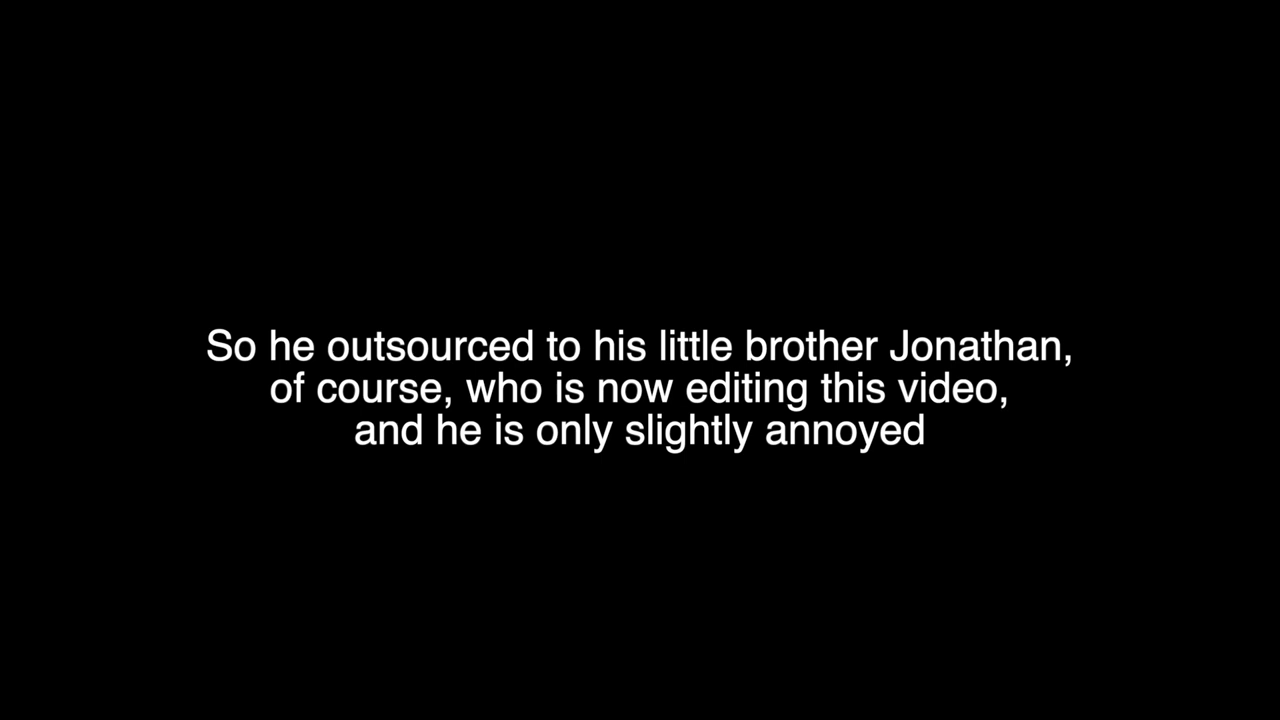 So he outsourced to his little brother Jonathan,
of course, who is now editing this video,
and he is only slightly annoyed